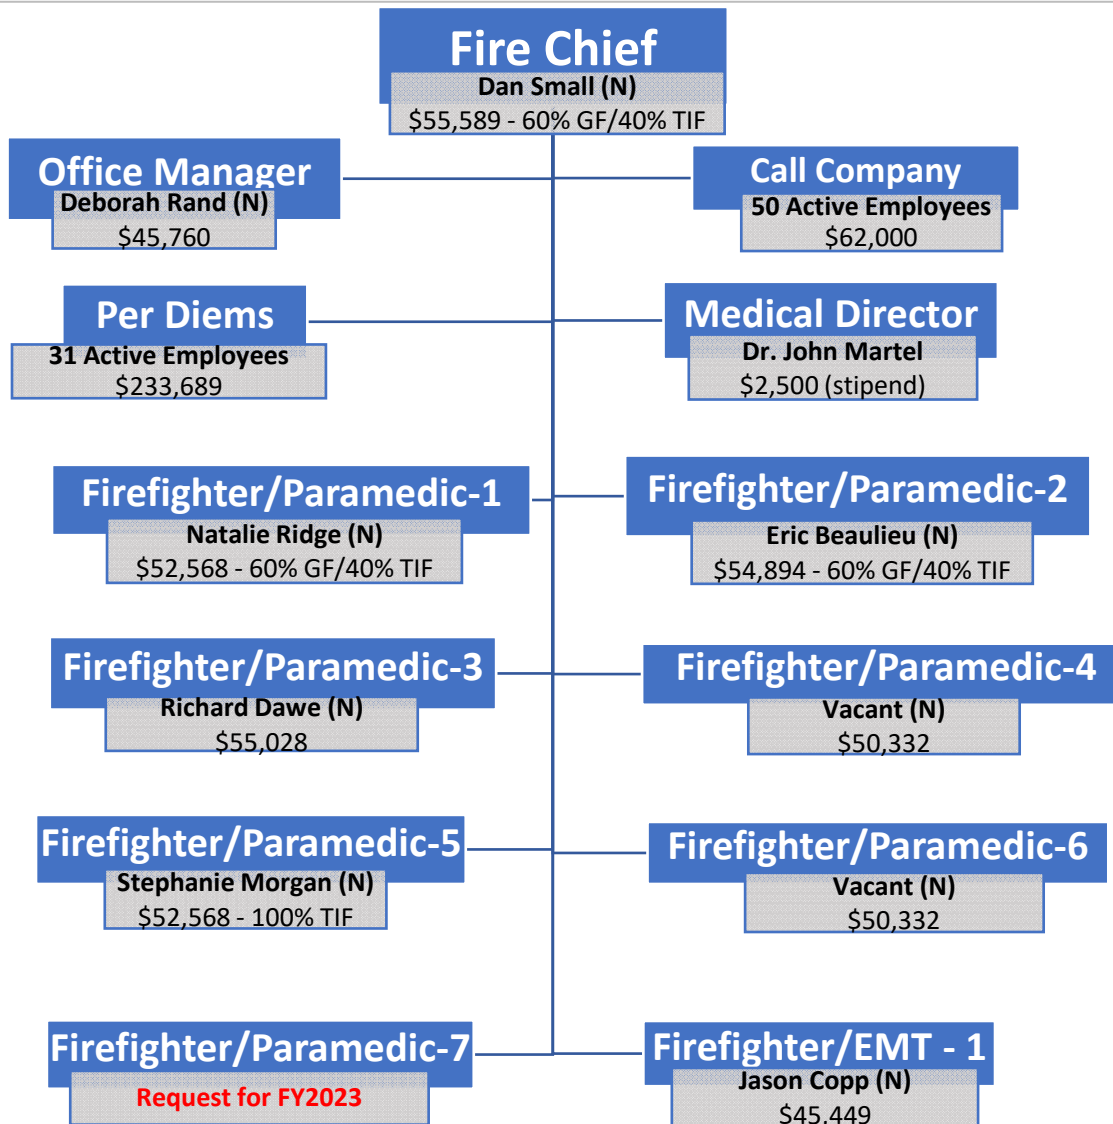 Fire Chief
Dan Small (N)
$55,589 - 60% GF/40% TIF
Office Manager
Deborah Rand (N)
$45,760
Call Company
50 Active Employees
$62,000
Per Diems
31 Active Employees
$233,689
Medical Director
Dr. John Martel
$2,500 (stipend)
Firefighter/Paramedic-1
Natalie Ridge (N)
$52,568 - 60% GF/40% TIF
Firefighter/Paramedic-2
Eric Beaulieu (N)
$54,894 - 60% GF/40% TIF
Firefighter/Paramedic-3
Richard Dawe (N)
$55,028
Firefighter/Paramedic-4
Vacant (N)
$50,332
Firefighter/Paramedic-5
Stephanie Morgan (N)
$52,568 - 100% TIF
Firefighter/Paramedic-6
Vacant (N)
$50,332
Firefighter/Paramedic-7
Request for FY2023
Firefighter/EMT - 1
Jason Copp (N)
$45,449